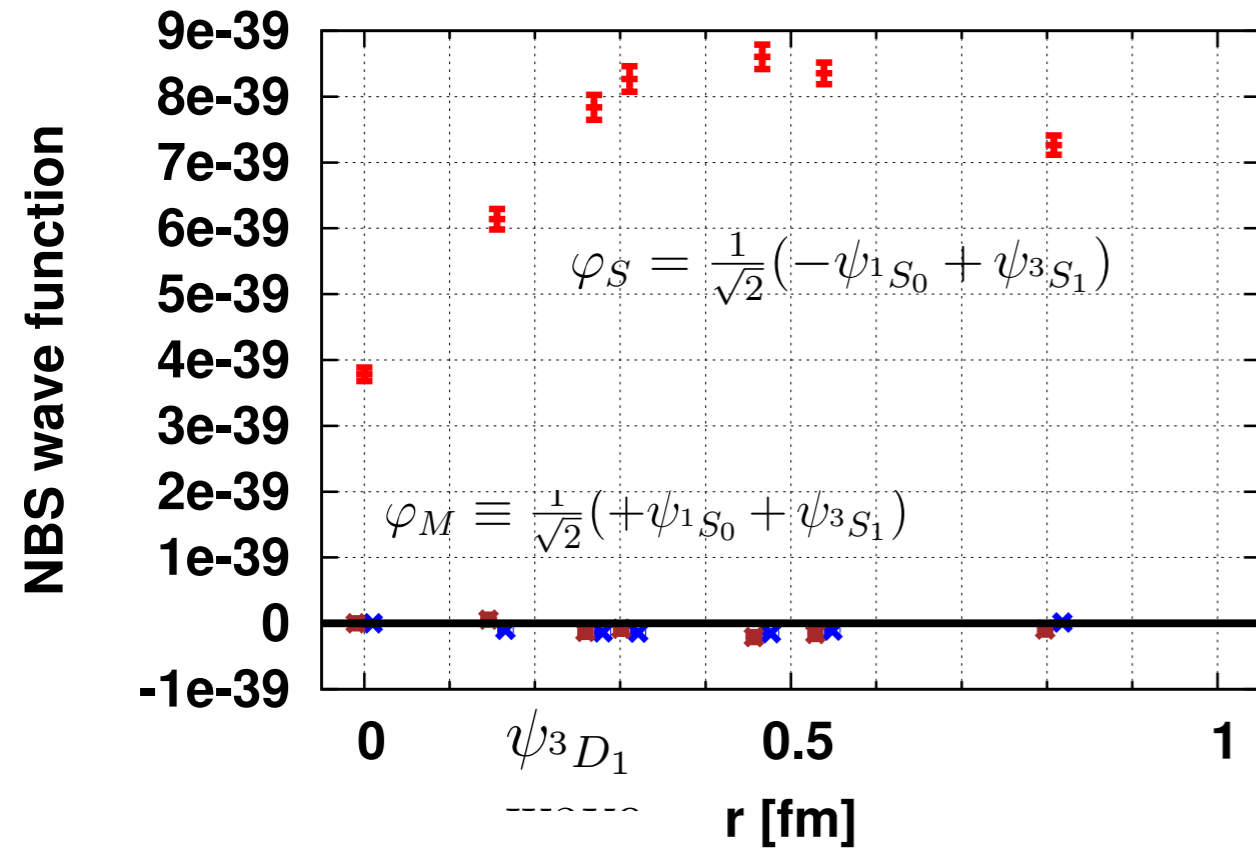 9e-39
8e-39
7e-39
6e-39
φ_S = 1/√2(−ψ_{¹S₀} + ψ_{³S₁})
5e-39
4e-39
3e-39
2e-39
φ_M ≡ 1/√2(+ψ_{¹S₀} + ψ_{³S₁})
1e-39
0
-1e-39
NBS wave function
0 0.5 1
ψ_{³D₁}
r [fm]